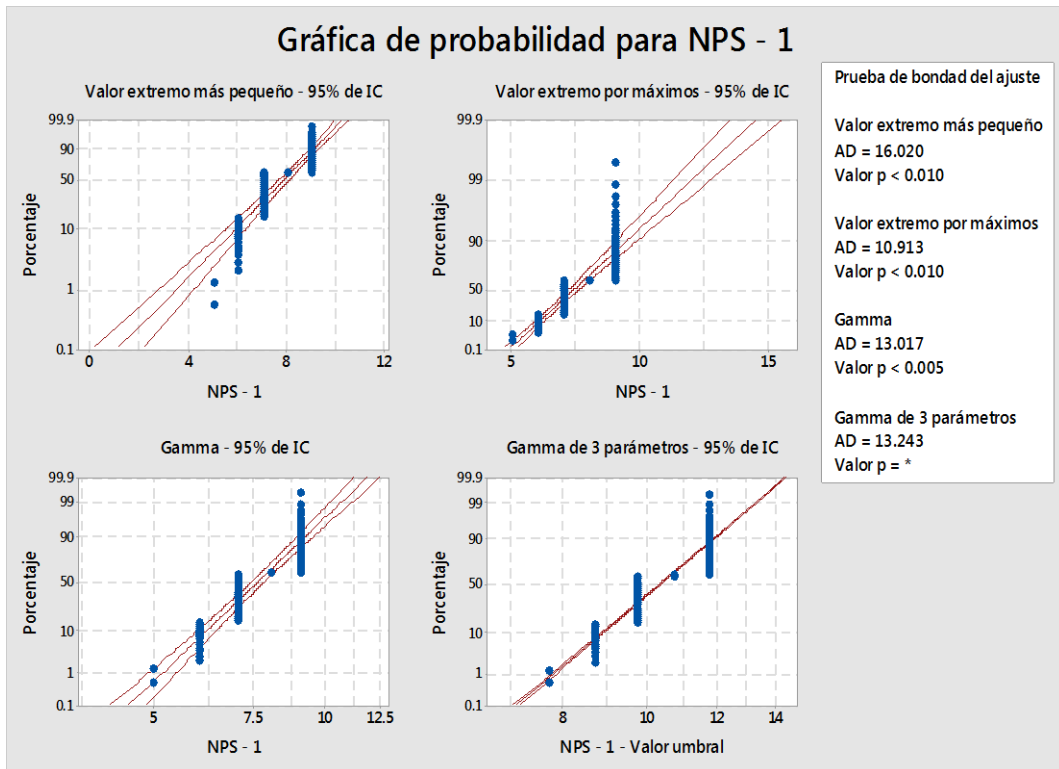 Gráfica de probabilidad para NPS - 1
Valor extremo más pequeño - 95% de IC
99.9
90
50
10
1
0.1
Porcentaje
0
4
8
12
NPS - 1
Valor extremo por máximos - 95% de IC
99.9
99
90
50
10
0.1
Porcentaje
5
10
15
NPS - 1
Gamma - 95% de IC
99.9
99
90
50
10
1
0.1
Porcentaje
5
7.5
10
12.5
NPS - 1
Gamma de 3 parámetros - 95% de IC
99.9
99
90
50
10
1
0.1
Porcentaje
8
10
12
14
NPS - 1 - Valor umbral
Prueba de bondad del ajuste
Valor extremo más pequeño
AD = 16.020
Valor p < 0.010
Valor extremo por máximos
AD = 10.913
Valor p < 0.010
Gamma
AD = 13.017
Valor p < 0.005
Gamma de 3 parámetros
AD = 13.243
Valor p = *